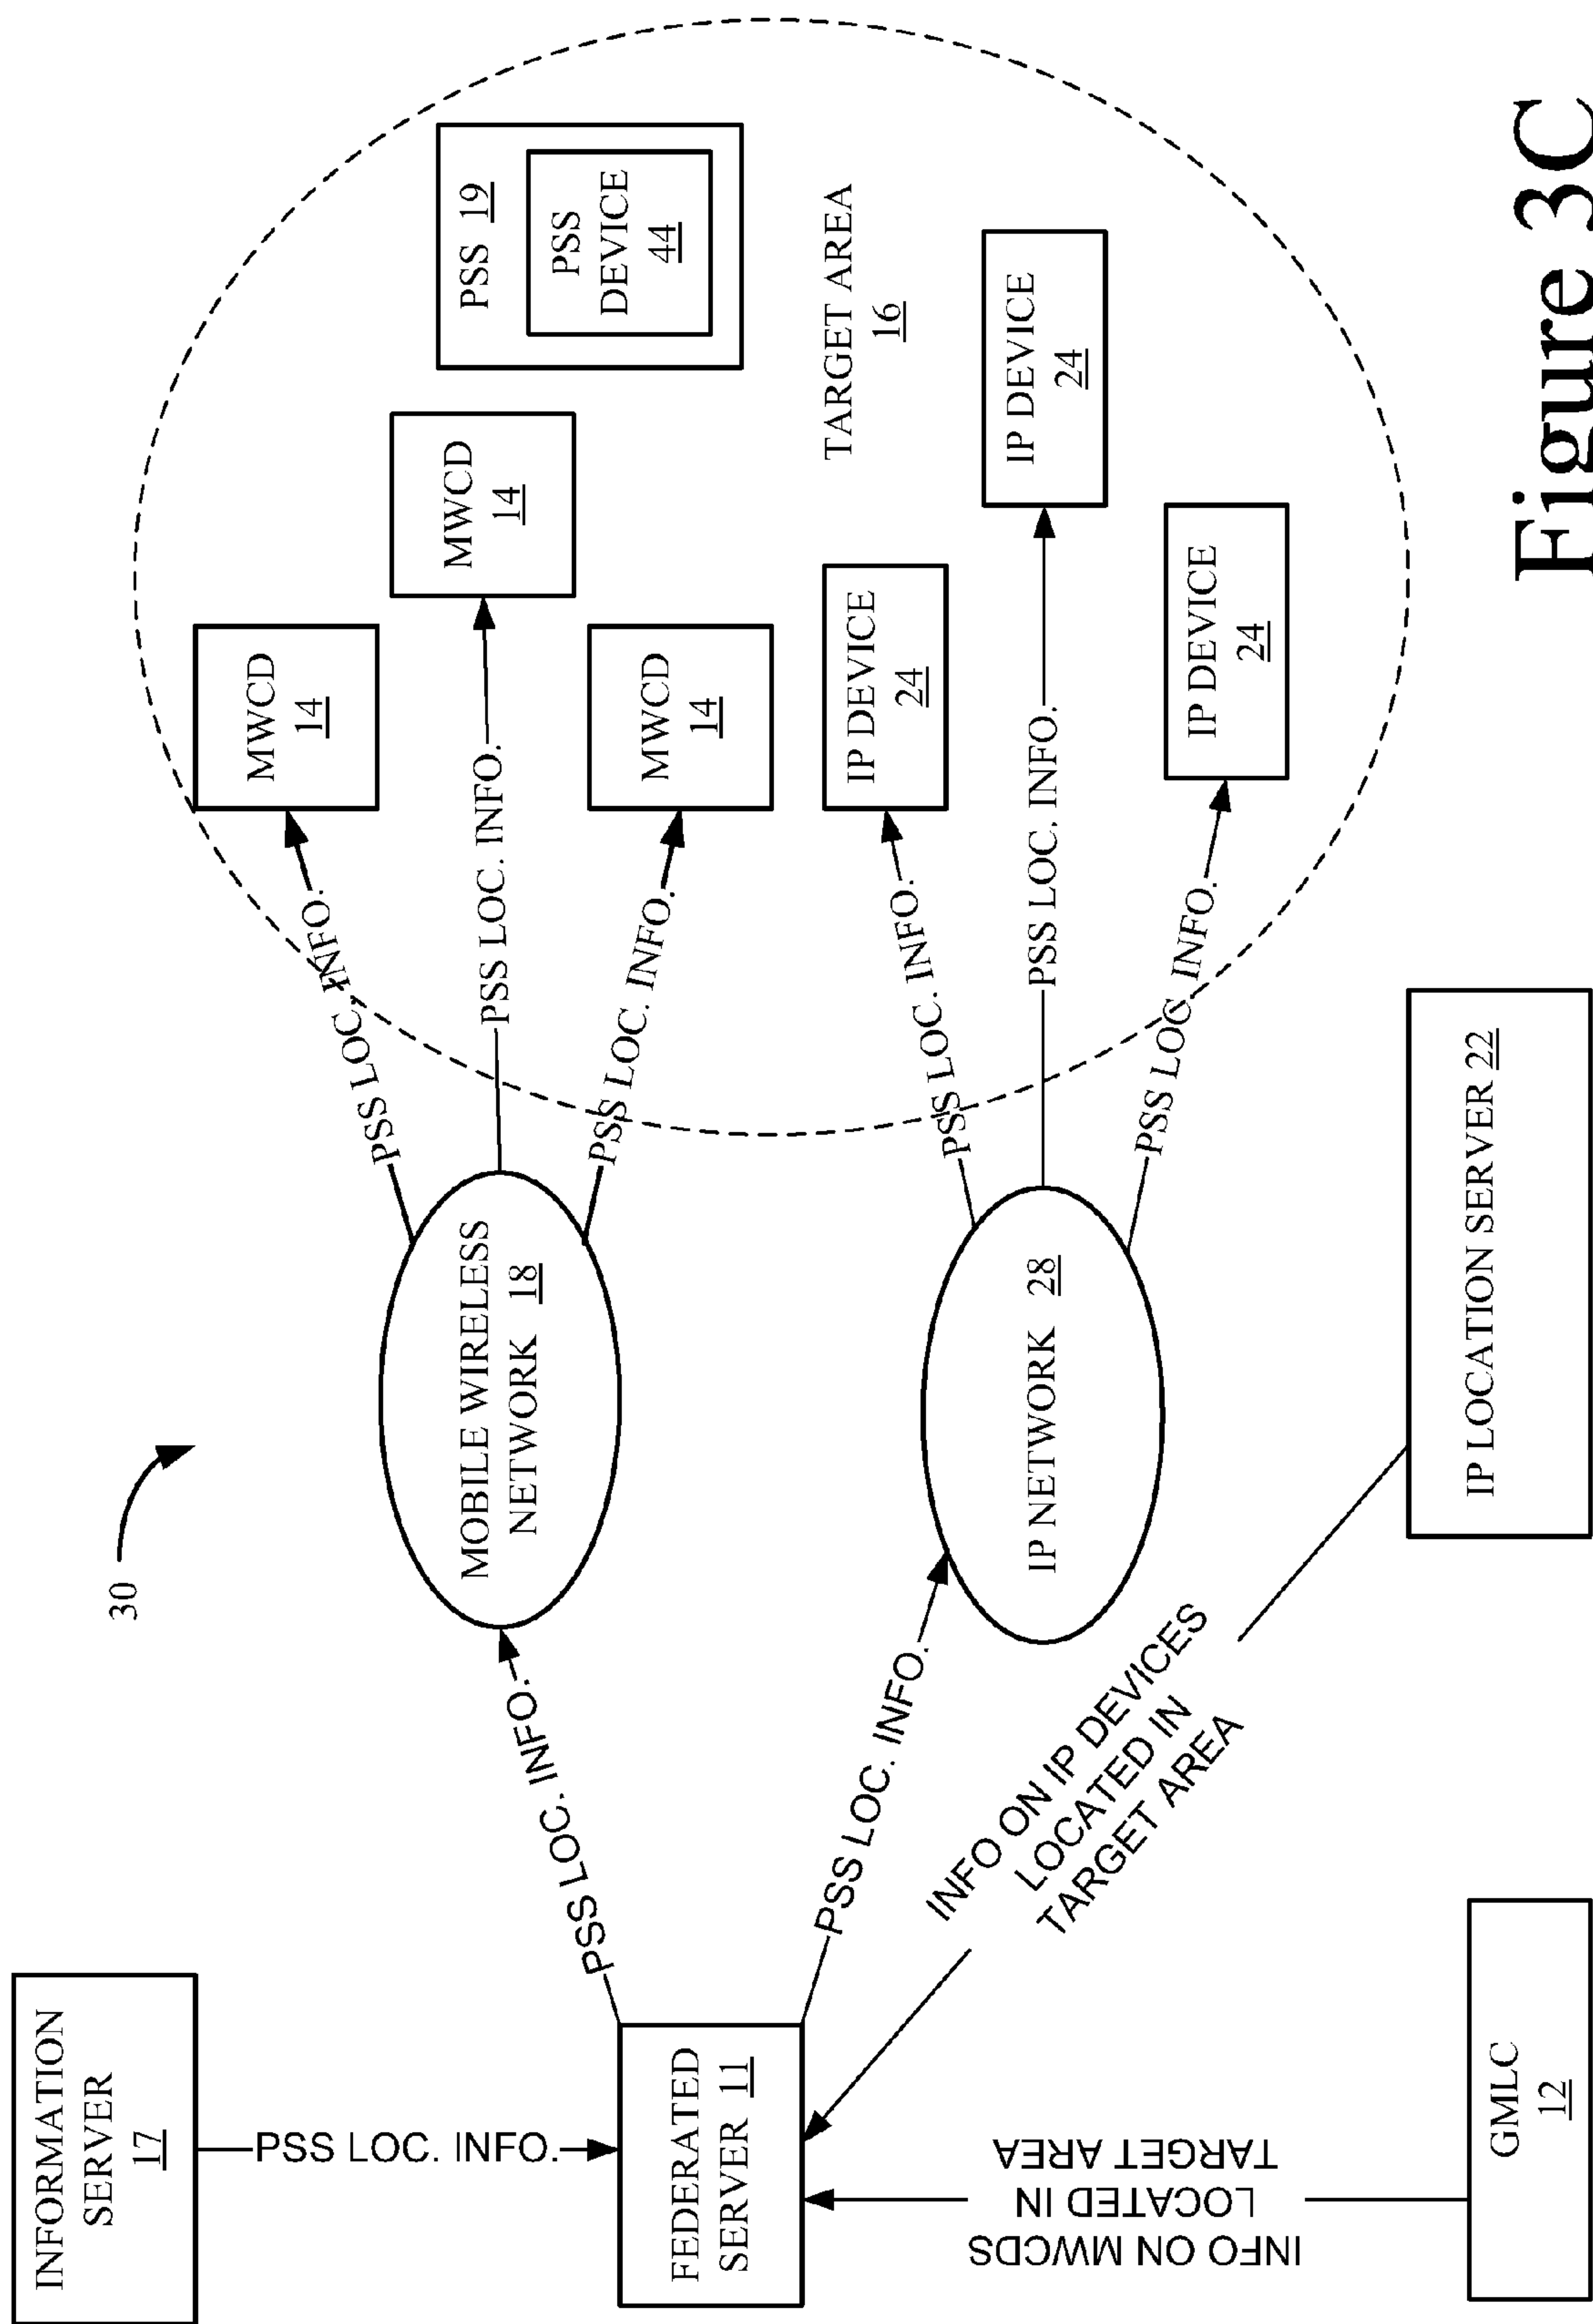 30
INFORMATION
SERVER
17
PSS LOC. INFO.
FEDERATED
SERVER 11
PSS LOC. INFO.
PSS LOC. INFO.
MOBILE WIRELESS
NETWORK 18
PSS LOC. INFO.
PSS LOC. INFO.
PSS LOC. INFO.
MWCD
14
MWCD
14
MWCD
14
PSS 19
PSS
DEVICE
44
TARGET AREA
16
IP NETWORK 28
PSS LOC. INFO.
PSS LOC. INFO.
PSS LOC. INFO.
IP DEVICE
24
IP DEVICE
24
IP DEVICE
24
INFO ON MWCDS
LOCATED IN
TARGET AREA
INFO ON IP DEVICES
LOCATED IN
TARGET AREA
GMLC
12
IP LOCATION SERVER 22
Figure 3C